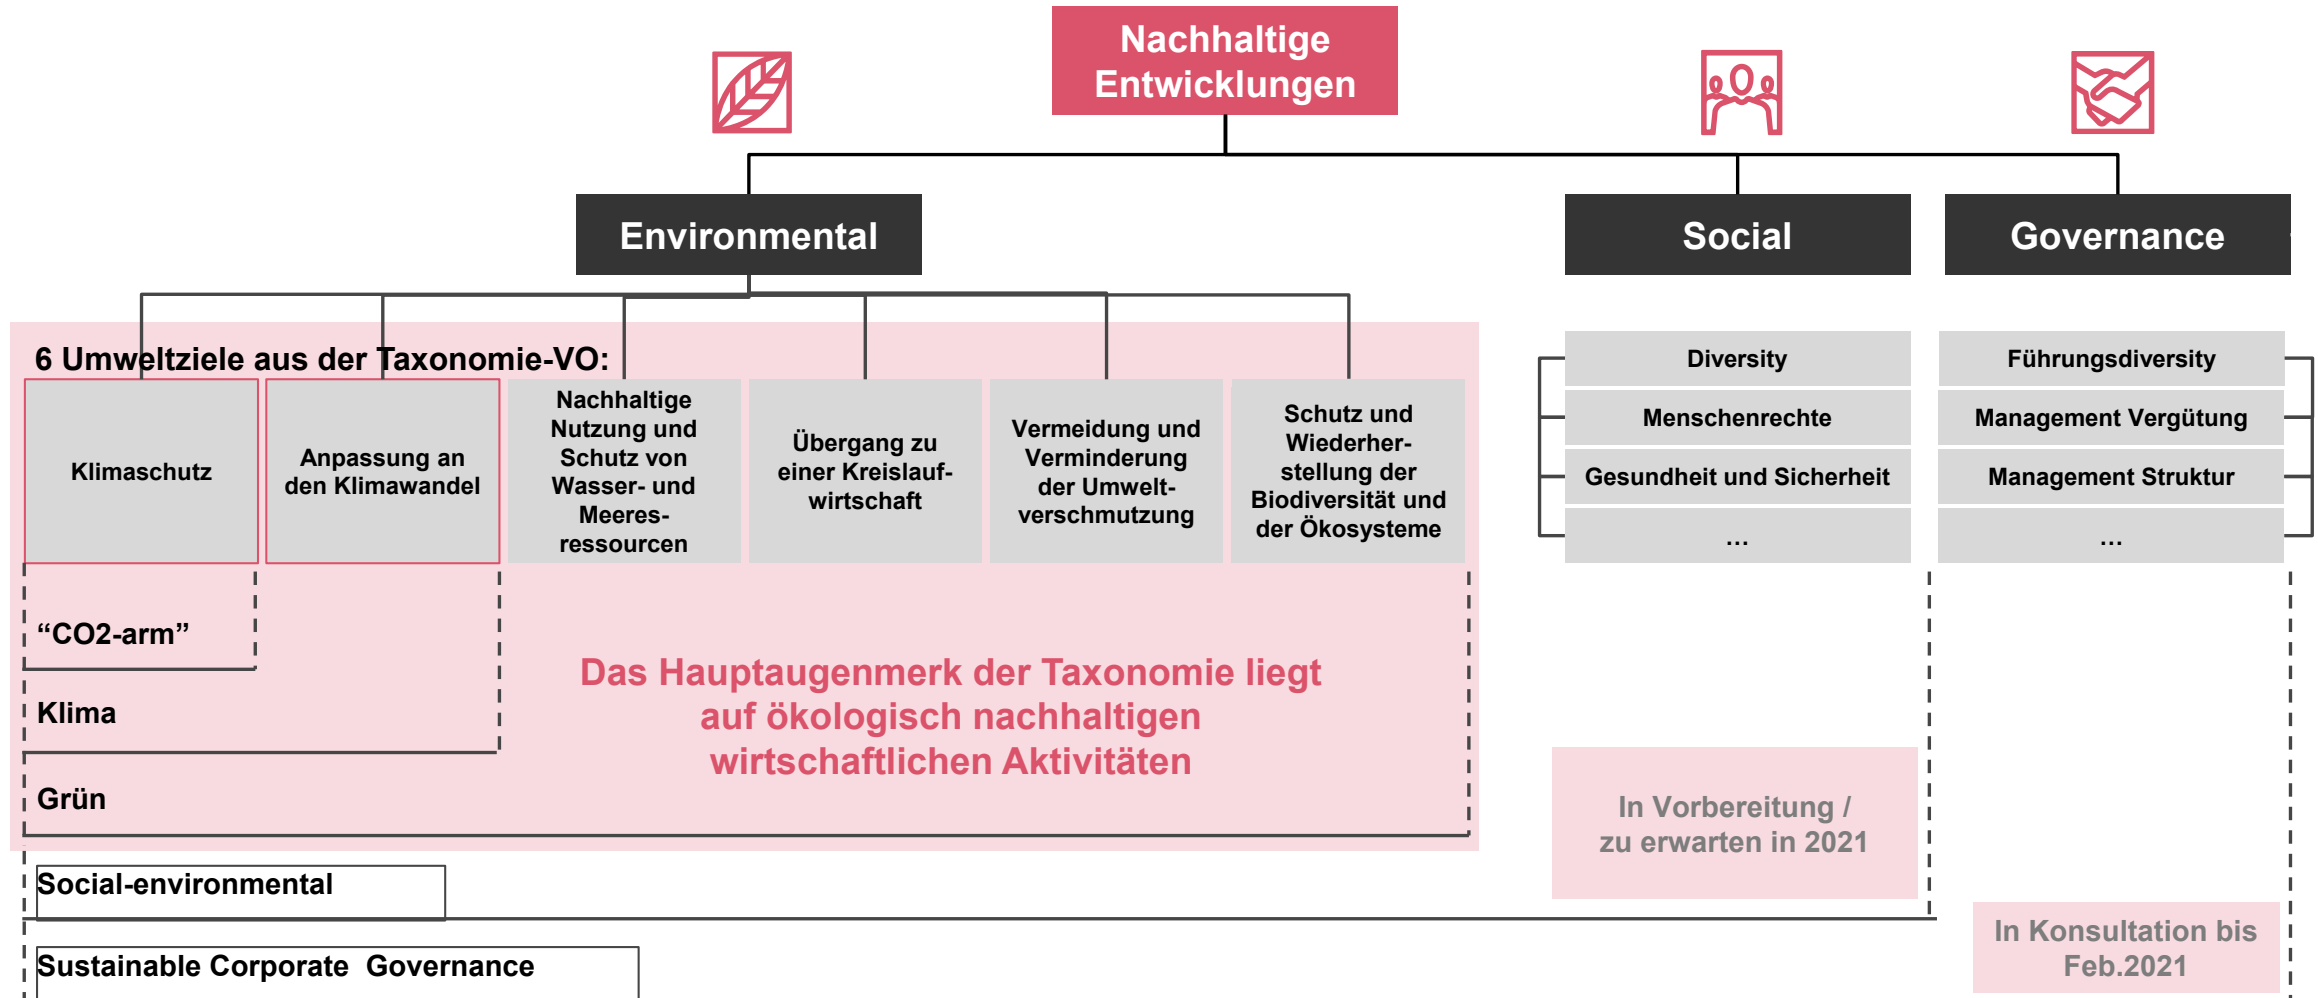 Nachhaltige
Entwicklungen
Environmental
Social
Governance
6 Umweltziele aus der Taxonomie-VO:
Klimaschutz
Anpassung an
den Klimawandel
Nachhaltige
Nutzung und
Schutz von
Wasser- und
Meeres-
ressourcen
Übergang zu
einer Kreislauf-
wirtschaft
Vermeidung und
Verminderung
der Umwelt-
verschmutzung
Schutz und
Wiederher-
stellung der
Biodiversität und
der Ökosysteme
Diversity
Menschenrechte
Gesundheit und Sicherheit
…
Führungsdiversity
Management Vergütung
Management Struktur
…
“CO2-arm”
Klima
Grün
Das Hauptaugenmerk der Taxonomie liegt
auf ökologisch nachhaltigen
wirtschaftlichen Aktivitäten
In Vorbereitung /
zu erwarten in 2021
Social-environmental
In Konsultation bis
Feb.2021
Sustainable Corporate  Governance